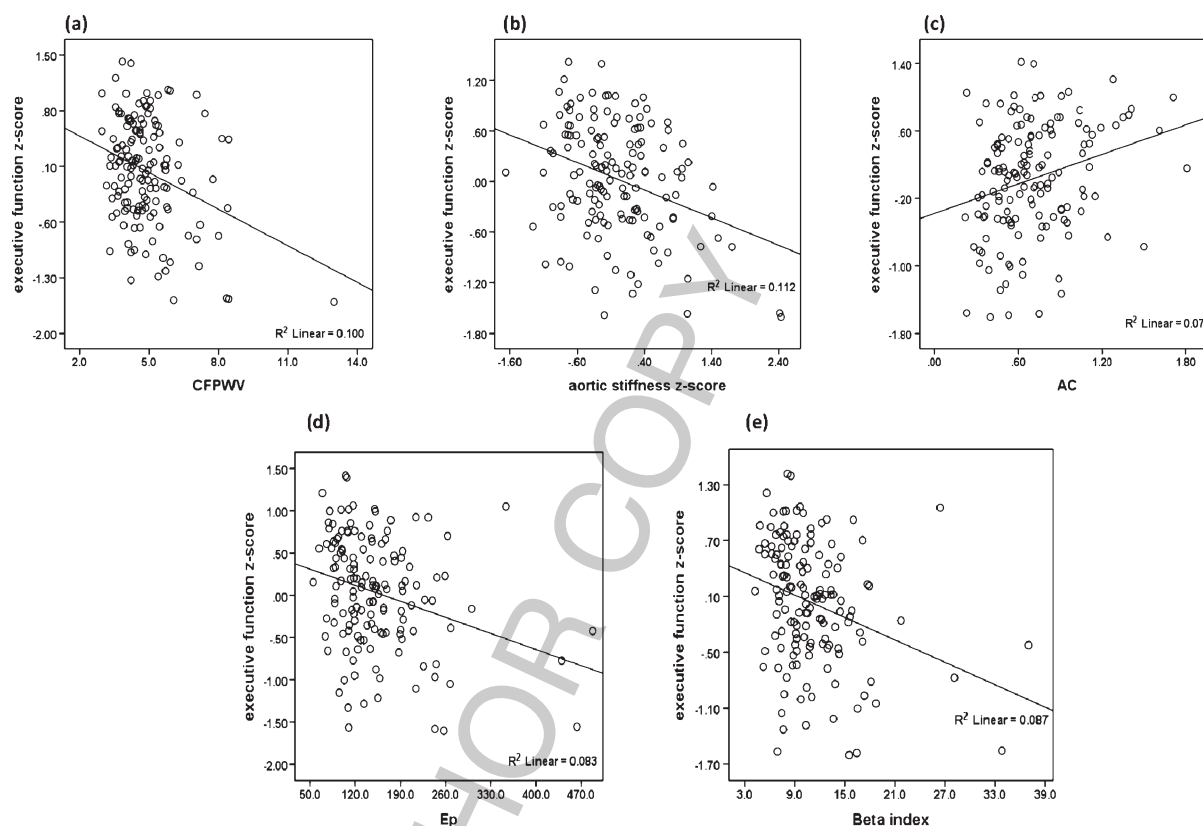 (a)
executive function z-score
1.50
.80
.10
-.60
-1.30
-2.00
R² Linear = 0.100
2.0 5.0 8.0 11.0 14.0
CFPWV
(b)
executive function z-score
1.20
.60
.00
-.60
-1.20
-1.80
R² Linear = 0.112
-1.60 -.60 .40 1.40 2.40
aortic stiffness z-score
(c)
executive function z-score
1.40
.60
-.20
-1.00
-1.80
R² Linear = 0.07
.00 .60 1.20 1.80
AC
(d)
executive function z-score
1.50
1.00
.50
.00
-.50
-1.00
-1.50
-2.00
R² Linear = 0.083
50.0 120.0 190.0 260.0 330.0 400.0 470.0
Ep
(e)
executive function z-score
1.30
.70
.10
-.50
-1.10
-1.70
R² Linear = 0.087
3.0 9.0 15.0 21.0 27.0 33.0 39.0
Beta index
HOR COPY